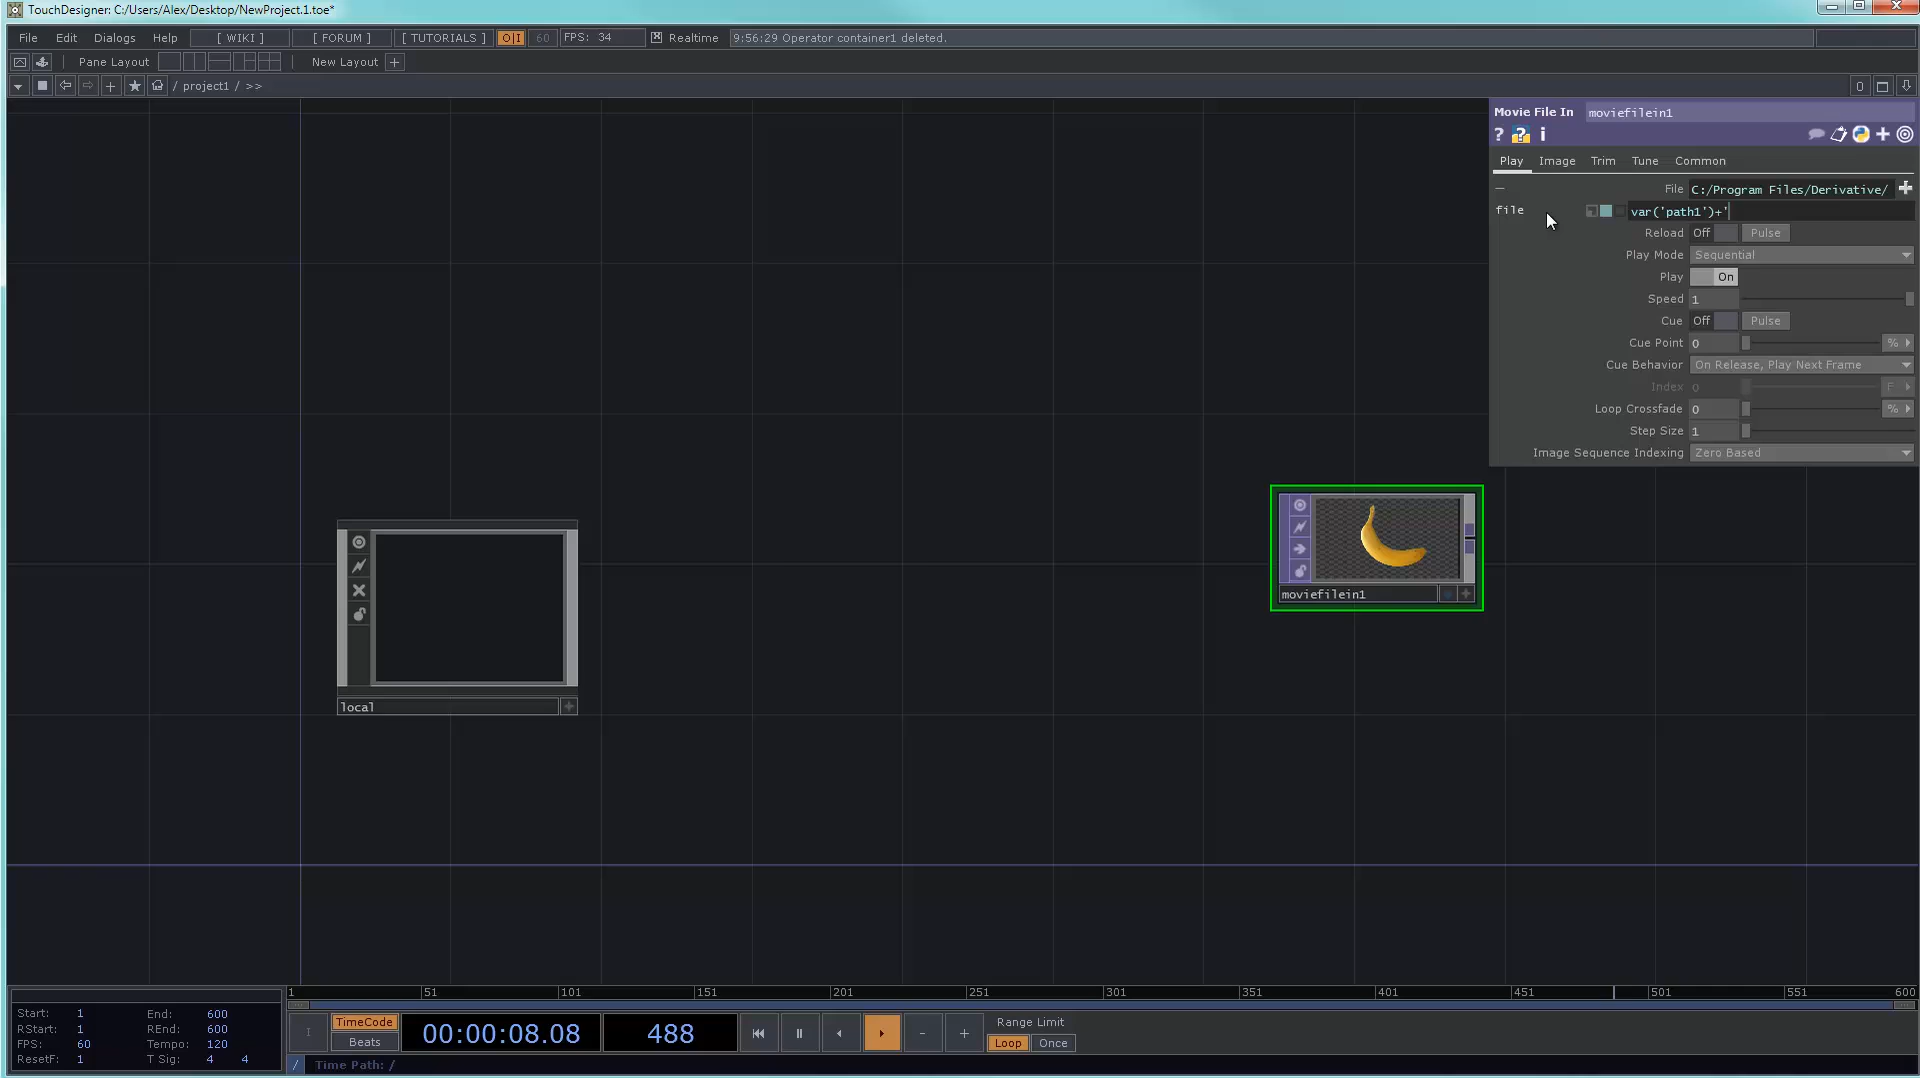 TouchDesigner: C:/Users/Alex/Desktop/NewProject.1.toe*
File Edit Dialogs Help [ WIKI ] [ FORUM ] [ TUTORIALS ] O|I 60 FPS: 34 Realtime 9:56:29 Operator container1 deleted.
Pane Layout New Layout +
/ project1 / >> 0
Movie File In moviefilein1
? ? i
Play Image Trim Tune Common
File C:/Program Files/Derivative/
file var('path1')+'
Reload Off Pulse
Play Mode Sequential
Play On
Speed 1
Cue Off Pulse
Cue Point 0 %
Cue Behavior On Release, Play Next Frame
Index 0 F
Loop Crossfade 0 %
Step Size 1
Image Sequence Indexing Zero Based
moviefilein1
local
1 51 101 151 201 251 301 351 401 451 501 551 600
Start: 1 End: 600
RStart: 1 REnd: 600
FPS: 60 Tempo: 120
ResetF: 1 T Sig: 4 4
TimeCode
Beats
00:00:08.08 488
Range Limit
Loop Once
/ Time Path: /